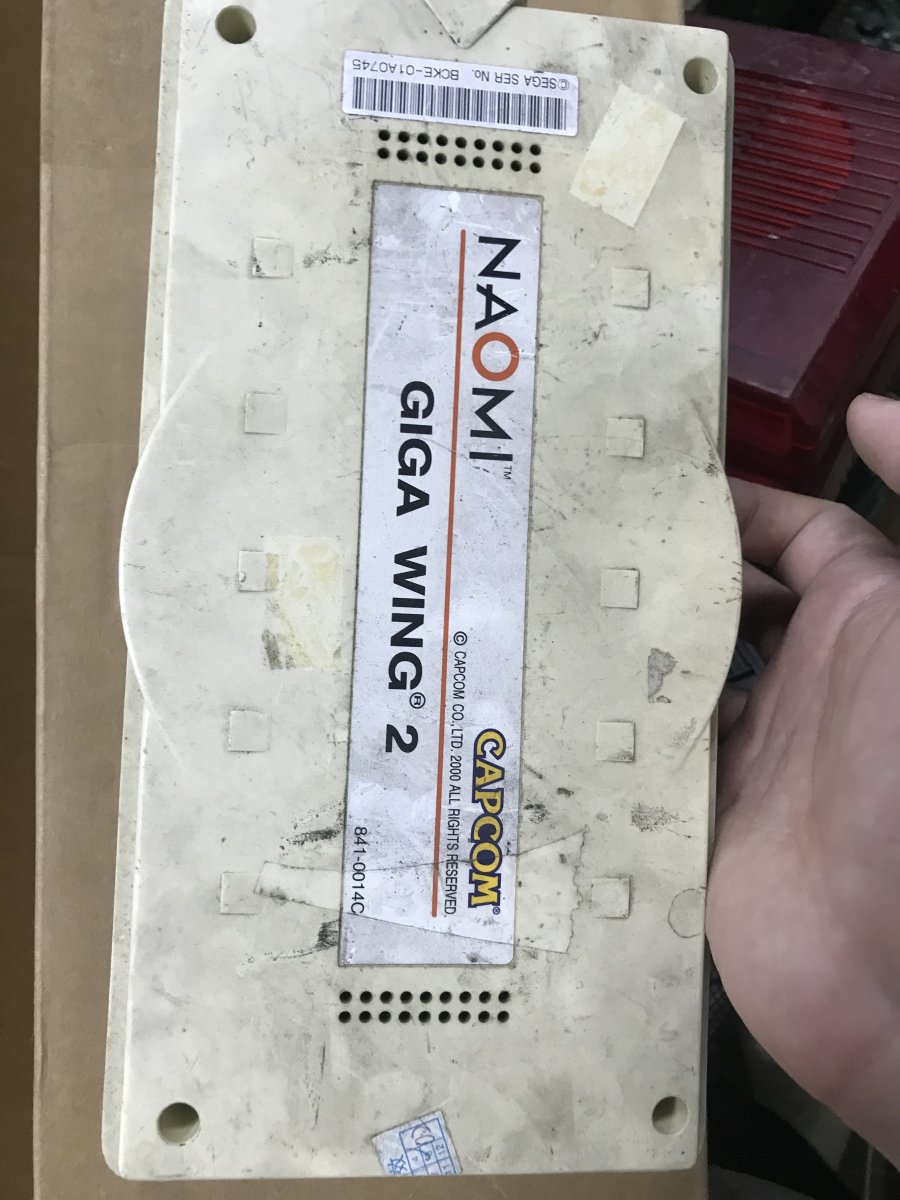 ©SEGA SER No. BCKE-01A0745
NAOMI™
CAPCOM®
© CAPCOM CO., LTD. 2000 ALL RIGHTS RESERVED.
GIGA WING® 2
841-0014C